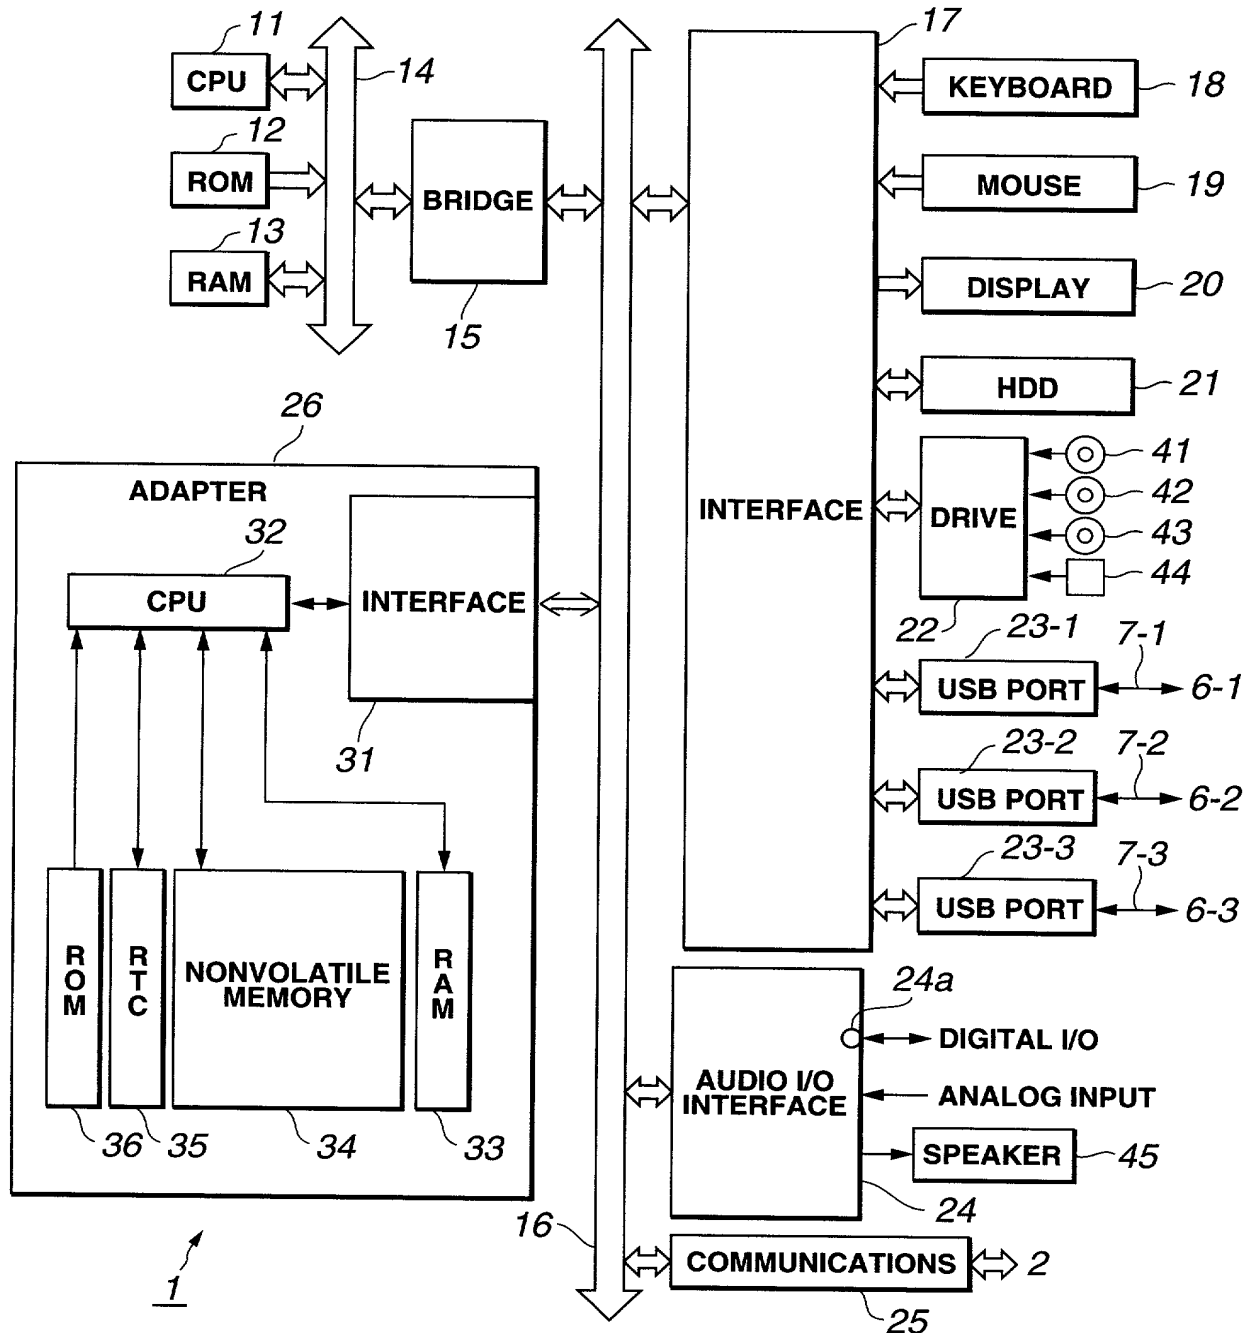 11
CPU
12
ROM
13
RAM
14
BRIDGE
15
17
INTERFACE
KEYBOARD
18
MOUSE
19
DISPLAY
20
HDD
21
DRIVE
22
41
42
43
44
23-1
USB PORT
7-1
6-1
23-2
USB PORT
7-2
6-2
23-3
USB PORT
7-3
6-3
26
ADAPTER
32
CPU
INTERFACE
31
ROM
RTC
NONVOLATILE
MEMORY
RAM
36
35
34
33
24a
DIGITAL I/O
AUDIO I/O
INTERFACE
ANALOG INPUT
SPEAKER
45
24
16
COMMUNICATIONS
2
25
1